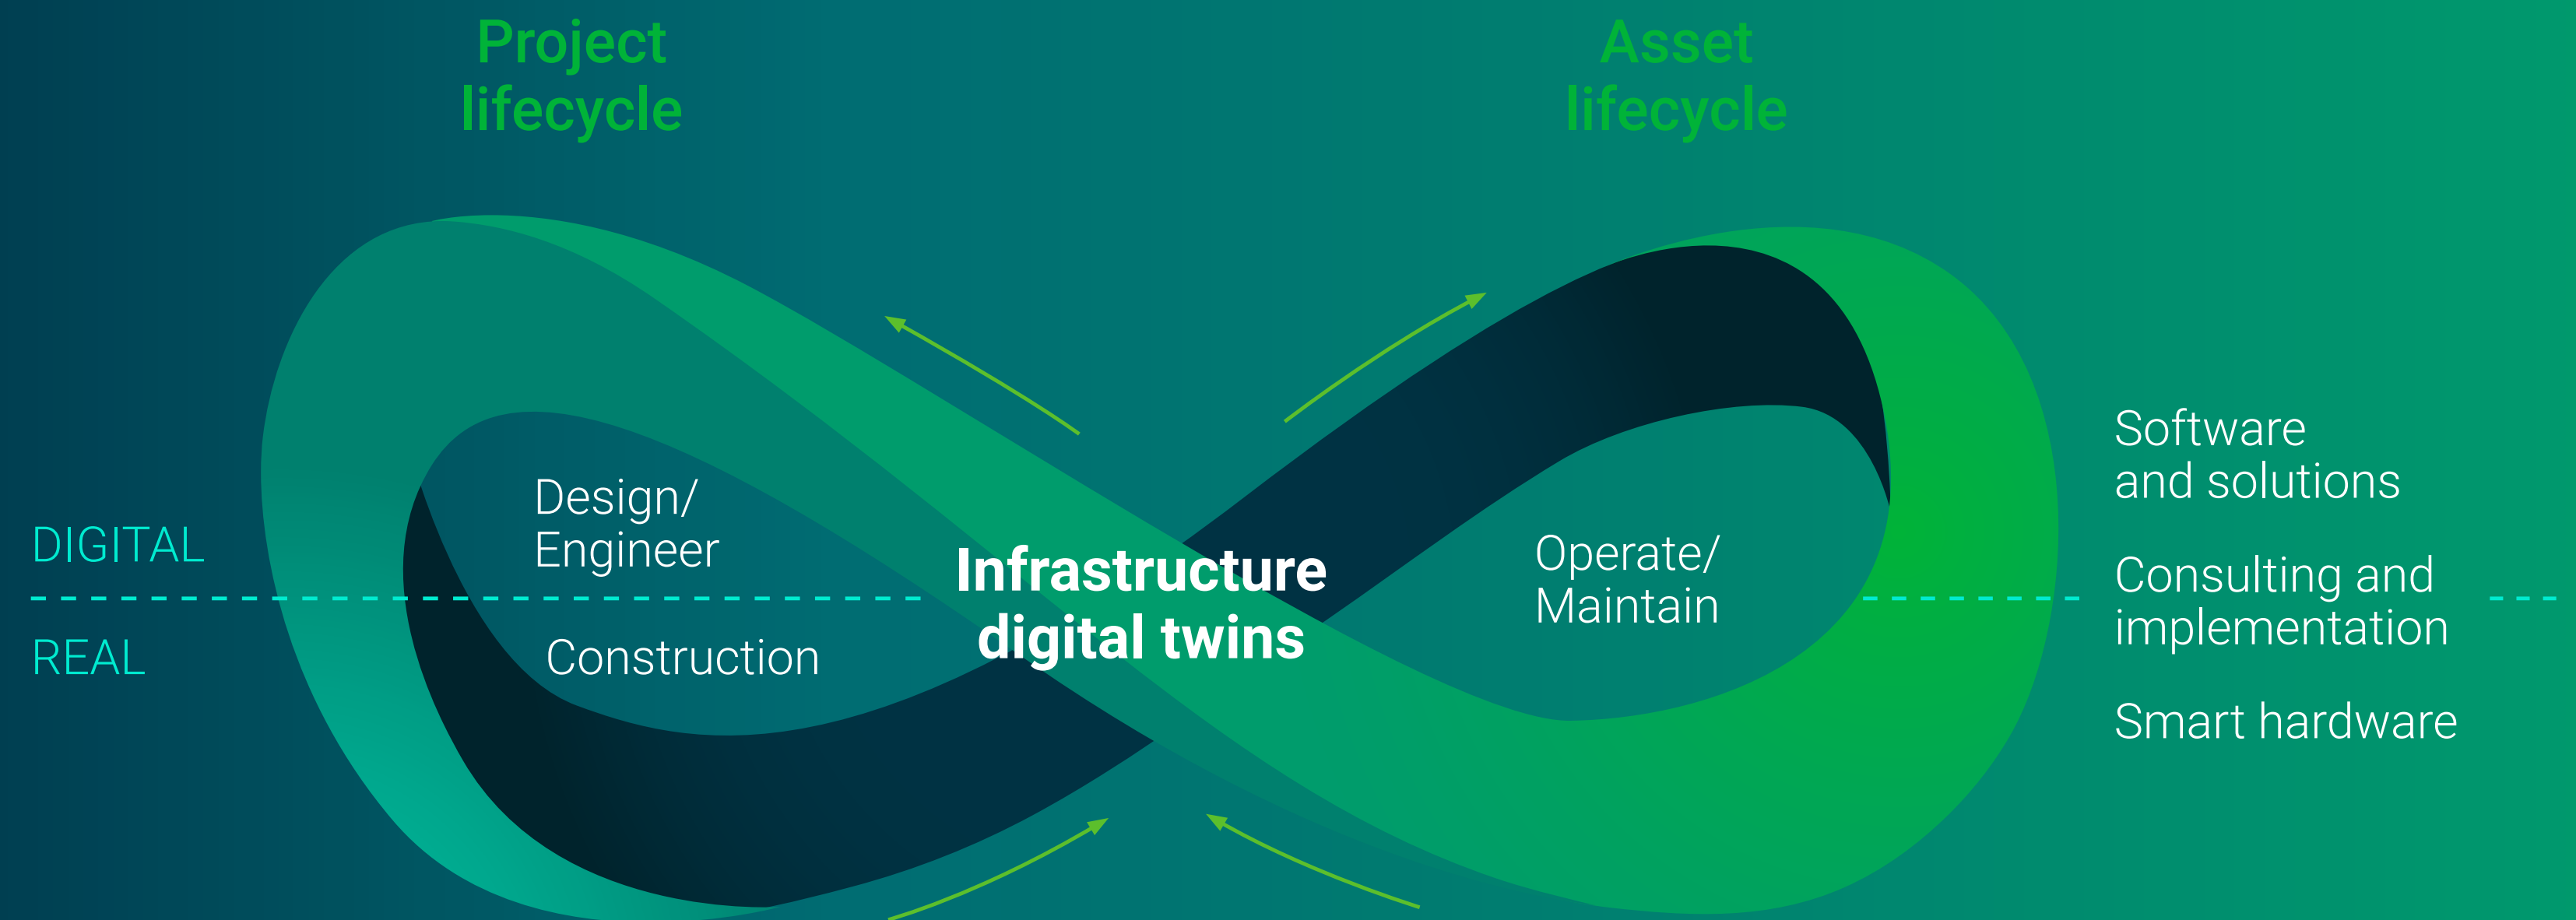 Project
lifecycle
Asset
lifecycle
DIGITAL
REAL
Design/
Engineer
Construction
Infrastructure
digital twins
Operate/
Maintain
Software
and solutions
Consulting and
implementation
Smart hardware